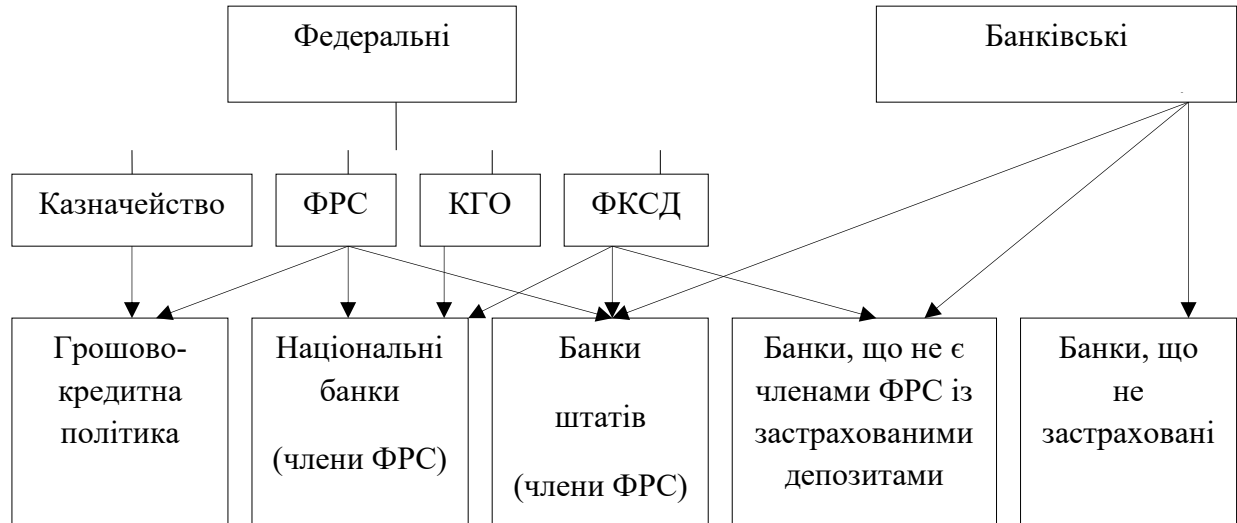 Федеральні
Банківські
Казначейство
ФРС
КГО
ФКСД
Грошово-
кредитна
політика
Національні
банки
(члени ФРС)
Банки
штатів
(члени ФРС)
Банки, що не є
членами ФРС із
застрахованими
депозитами
Банки, що
не
застраховані